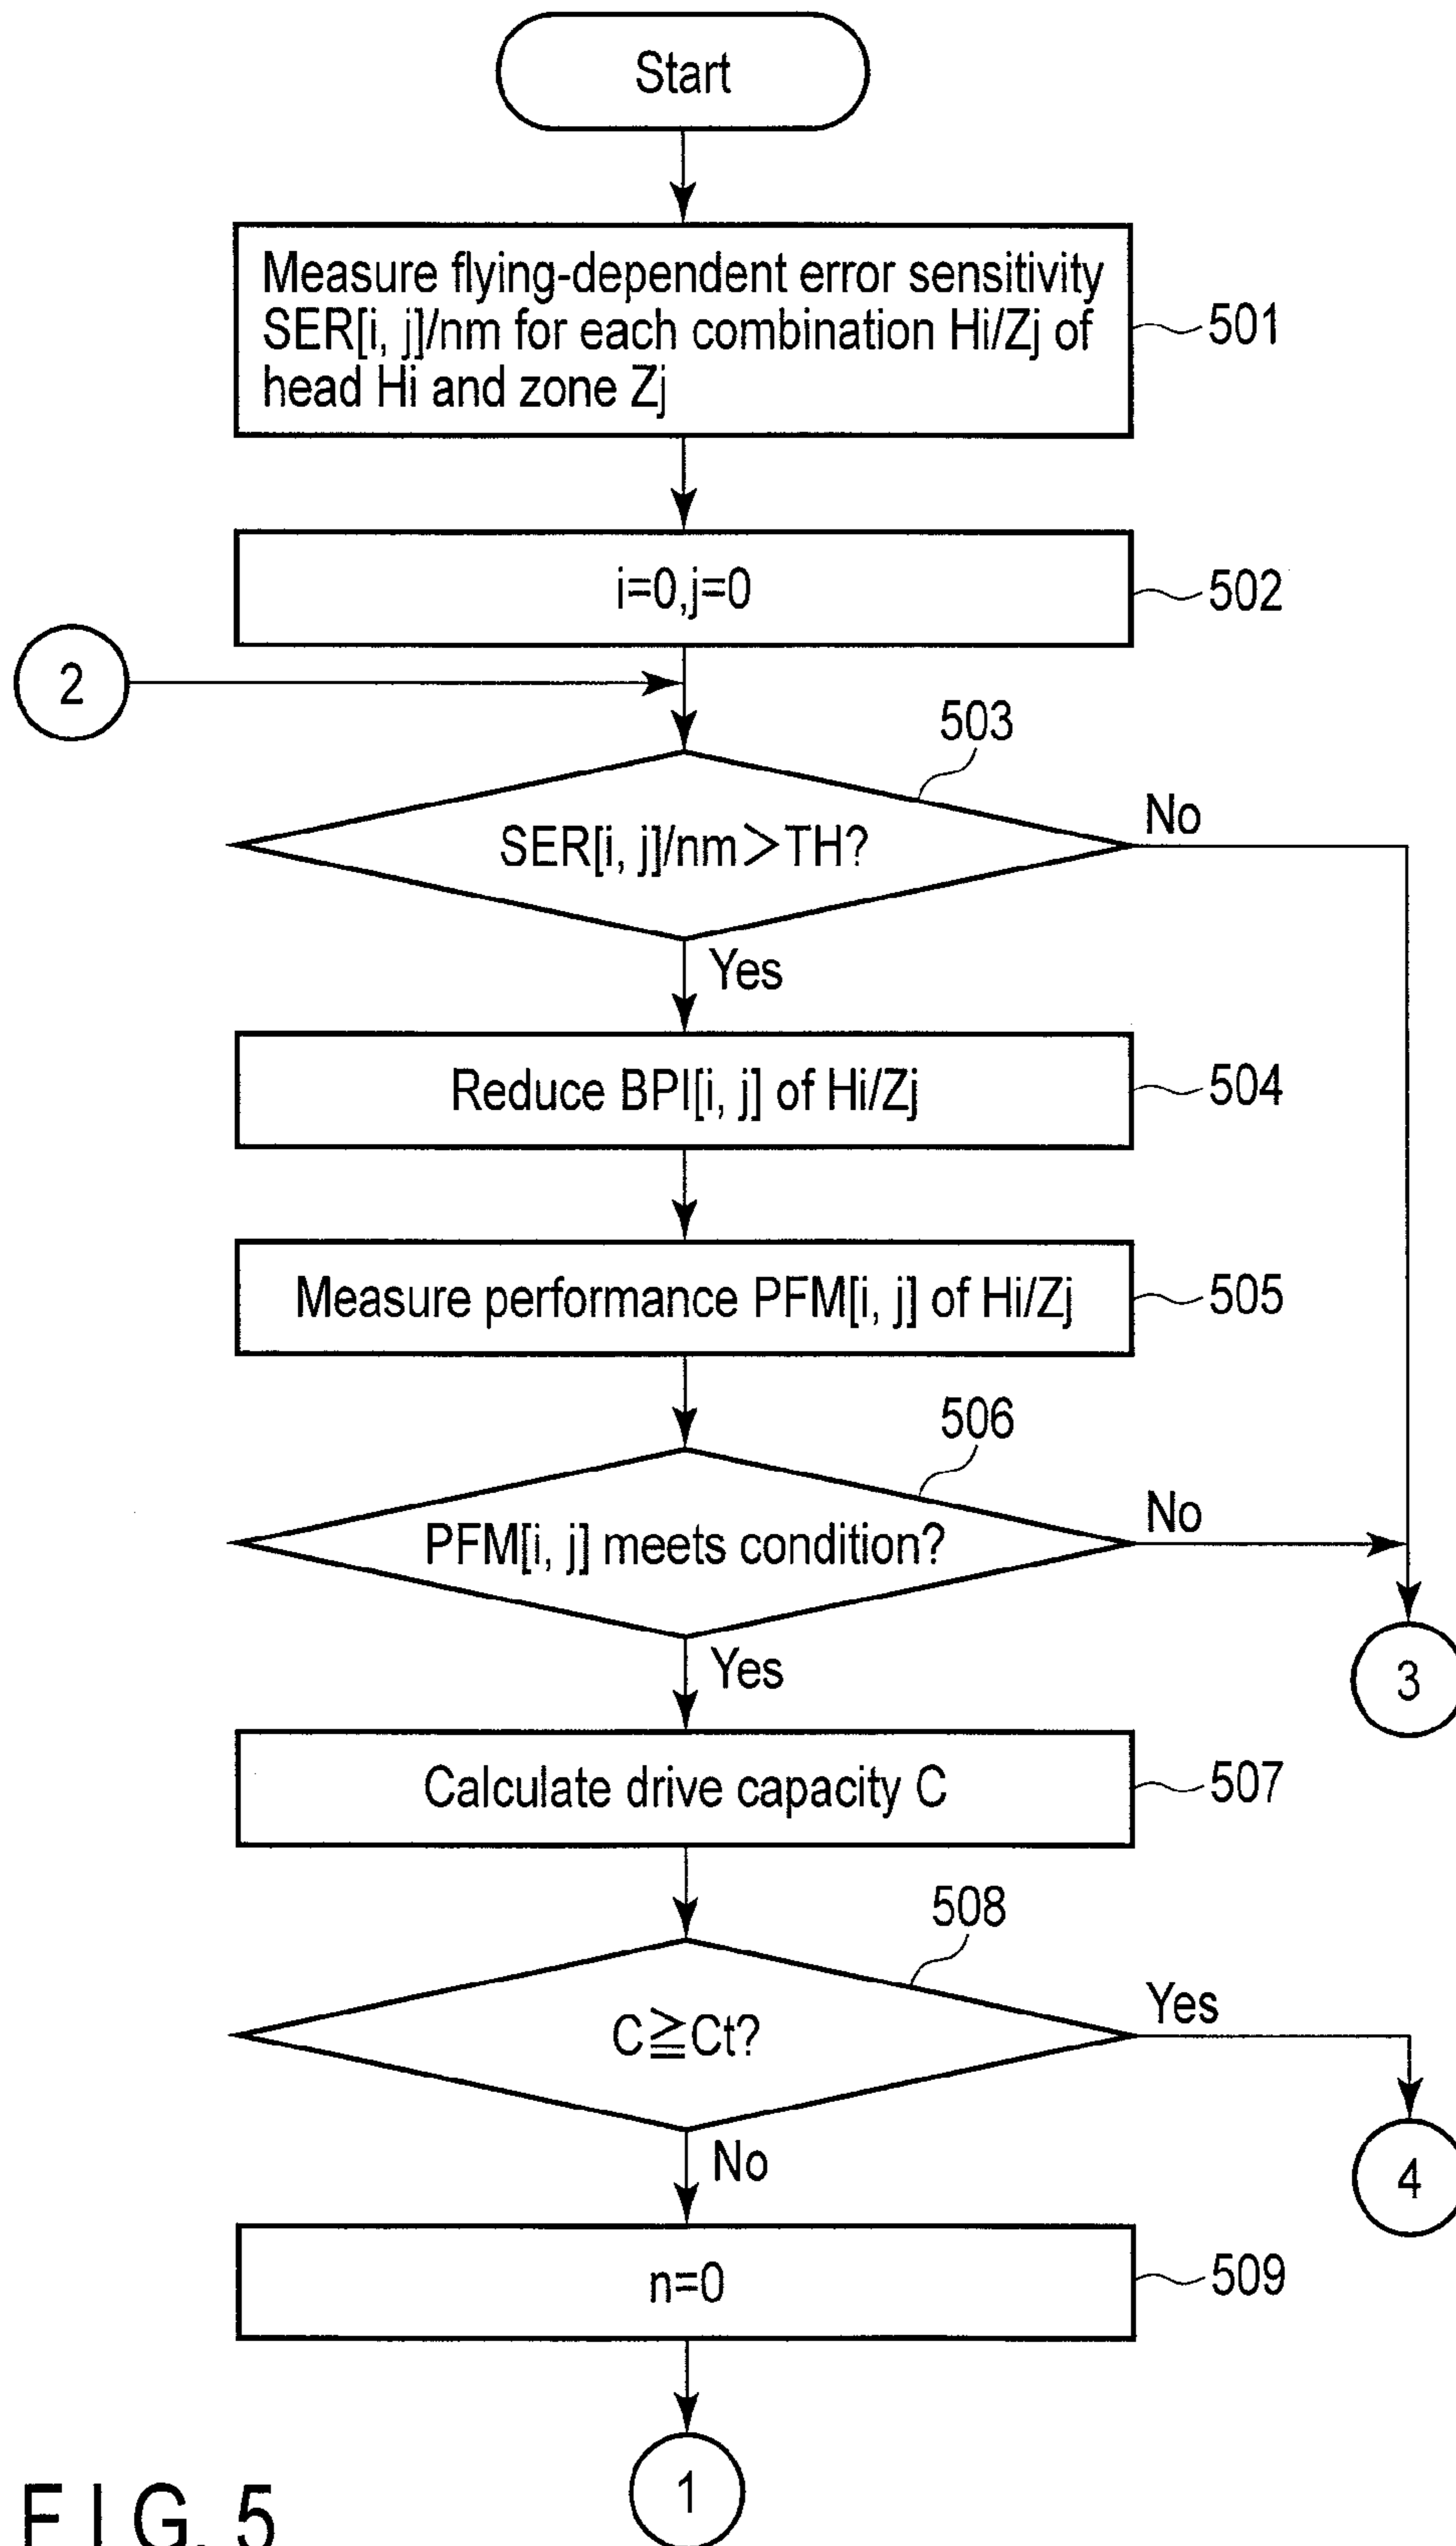 Start
Measure flying-dependent error sensitivity
SER[i, j]/nm for each combination Hi/Zj of
head Hi and zone Zj
501
i=0,j=0
502
2
503
SER[i, j]/nm>TH?
No
Yes
Reduce BPI[i, j] of Hi/Zj
504
Measure performance PFM[i, j] of Hi/Zj
505
506
PFM[i, j] meets condition?
No
Yes
3
Calculate drive capacity C
507
508
C≧Ct?
Yes
No
4
n=0
509
1
FIG. 5